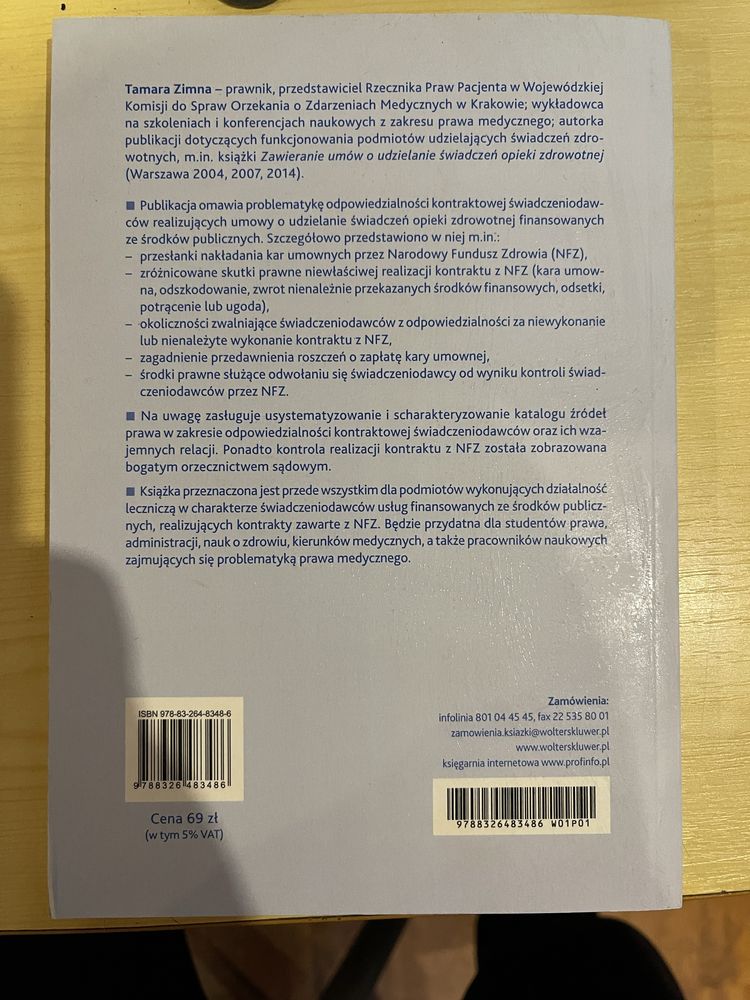 Tamara Zimna – prawnik, przedstawiciel Rzecznika Praw Pacjenta w Wojewódzkiej
Komisji do Spraw Orzekania o Zdarzeniach Medycznych w Krakowie; wykładowca
na szkoleniach i konferencjach naukowych z zakresu prawa medycznego; autorka
publikacji dotyczących funkcjonowania podmiotów udzielających świadczeń zdro-
wotnych, m.in. książki Zawieranie umów o udzielanie świadczeń opieki zdrowotnej
(Warszawa 2004, 2007, 2014).
■ Publikacja omawia problematykę odpowiedzialności kontraktowej świadczeniodaw-
ców realizujących umowy o udzielanie świadczeń opieki zdrowotnej finansowanych
ze środków publicznych. Szczegółowo przedstawiono w niej m.in.:
– przesłanki nakładania kar umownych przez Narodowy Fundusz Zdrowia (NFZ),
– zróżnicowane skutki prawne niewłaściwej realizacji kontraktu z NFZ (kara umow-
na, odszkodowanie, zwrot nienależnie przekazanych środków finansowych, odsetki,
potrącenie lub ugoda),
– okoliczności zwalniające świadczeniodawców z odpowiedzialności za niewykonanie
lub nienależyte wykonanie kontraktu z NFZ,
– zagadnienie przedawnienia roszczeń o zapłatę kary umownej,
– środki prawne służące odwołaniu się świadczeniodawcy od wyniku kontroli świad-
czeniodawców przez NFZ.
■ Na uwagę zasługuje usystematyzowanie i scharakteryzowanie katalogu źródeł
prawa w zakresie odpowiedzialności kontraktowej świadczeniodawców oraz ich wza-
jemnych relacji. Ponadto kontrola realizacji kontraktu z NFZ została zobrazowana
bogatym orzecznictwem sądowym.
■ Książka przeznaczona jest przede wszystkim dla podmiotów wykonujących działalność
leczniczą w charakterze świadczeniodawców usług finansowanych ze środków publicz-
nych, realizujących kontrakty zawarte z NFZ. Będzie przydatna dla studentów prawa,
administracji, nauk o zdrowiu, kierunków medycznych, a także pracowników naukowych
zajmujących się problematyką prawa medycznego.
ISBN 978-83-264-8348-6
9 788326 483486
Cena 69 zł
(w tym 5% VAT)
Zamówienia:
infolinia 801 04 45 45, fax 22 535 80 01
zamowienia.ksiazki@wolterskluwer.pl
www.wolterskluwer.pl
księgarnia internetowa www.profinfo.pl
9788326483486 W01P01